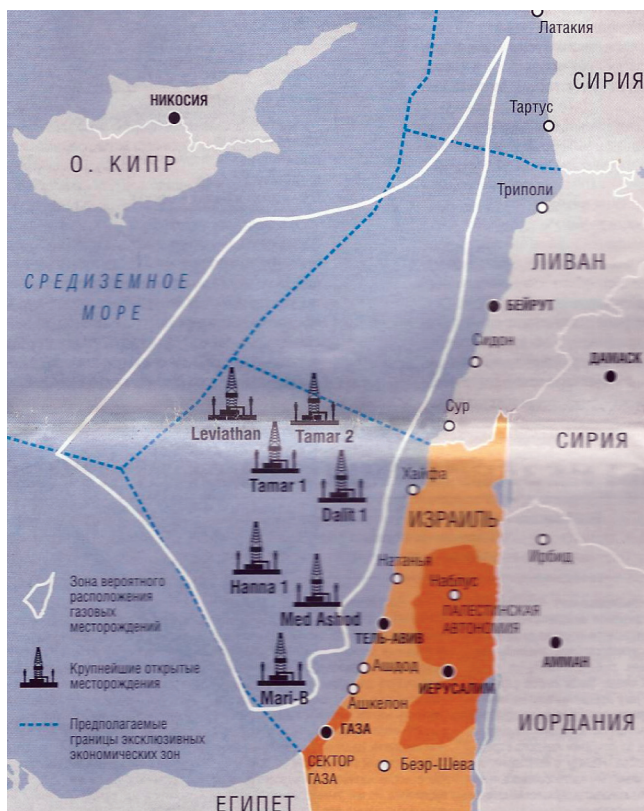 Латакия
СИРИЯ
НИКОСИЯ
Тартус
О. КИПР
Триполи
ЛИВАН
СРЕДИЗЕМНОЕ
МОРЕ
БЕЙРУТ
Сидон
ДАМАСК
Сур
Leviathan
Tamar 2
СИРИЯ
Tamar 1
Хайфа
Dalit 1
ИЗРАИЛЬ
Ирбид
Натанья
Зона вероятного
расположения
газовых
месторождений
Hanna 1
Наблус
Med Ashod
ПАЛЕСТИНСКАЯ
АВТОНОМИЯ
ТЕЛЬ-АВИВ
АММАН
Крупнейшие открытые
месторождения
Ашдод
ИЕРУСАЛИМ
Mari-B
Ашкелон
Предполагаемые
границы эксклюзивных
экономических зон
ГАЗА
ИОРДАНИЯ
СЕКТОР
ГАЗА
Беэр-Шева
ЕГИПЕТ